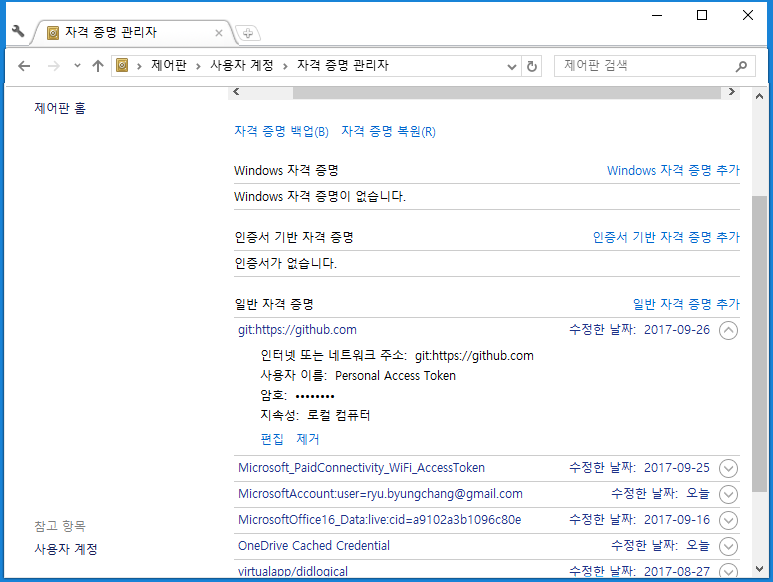 자격 증명 관리자
제어판 사용자 계정 자격 증명 관리자 제어판 검색
제어판 홈
자격 증명 백업(B) 자격 증명 복원(R)
Windows 자격 증명 Windows 자격 증명 추가
Windows 자격 증명이 없습니다.
인증서 기반 자격 증명 인증서 기반 자격 증명 추가
인증서가 없습니다.
일반 자격 증명 일반 자격 증명 추가
git:https://github.com 수정한 날짜: 2017-09-26
인터넷 또는 네트워크 주소: git:https://github.com
사용자 이름: Personal Access Token
암호: ••••••••
지속성: 로컬 컴퓨터
편집 제거
Microsoft_PaidConnectivity_WiFi_AccessToken 수정한 날짜: 2017-09-25
MicrosoftAccount:user=ryu.byungchang@gmail.com 수정한 날짜: 오늘
MicrosoftOffice16_Data:live:cid=a9102a3b1096c80e 수정한 날짜: 2017-09-16
OneDrive Cached Credential 수정한 날짜: 오늘
virtualapp/didlogical 수정한 날짜: 2017-08-27
참고 항목
사용자 계정